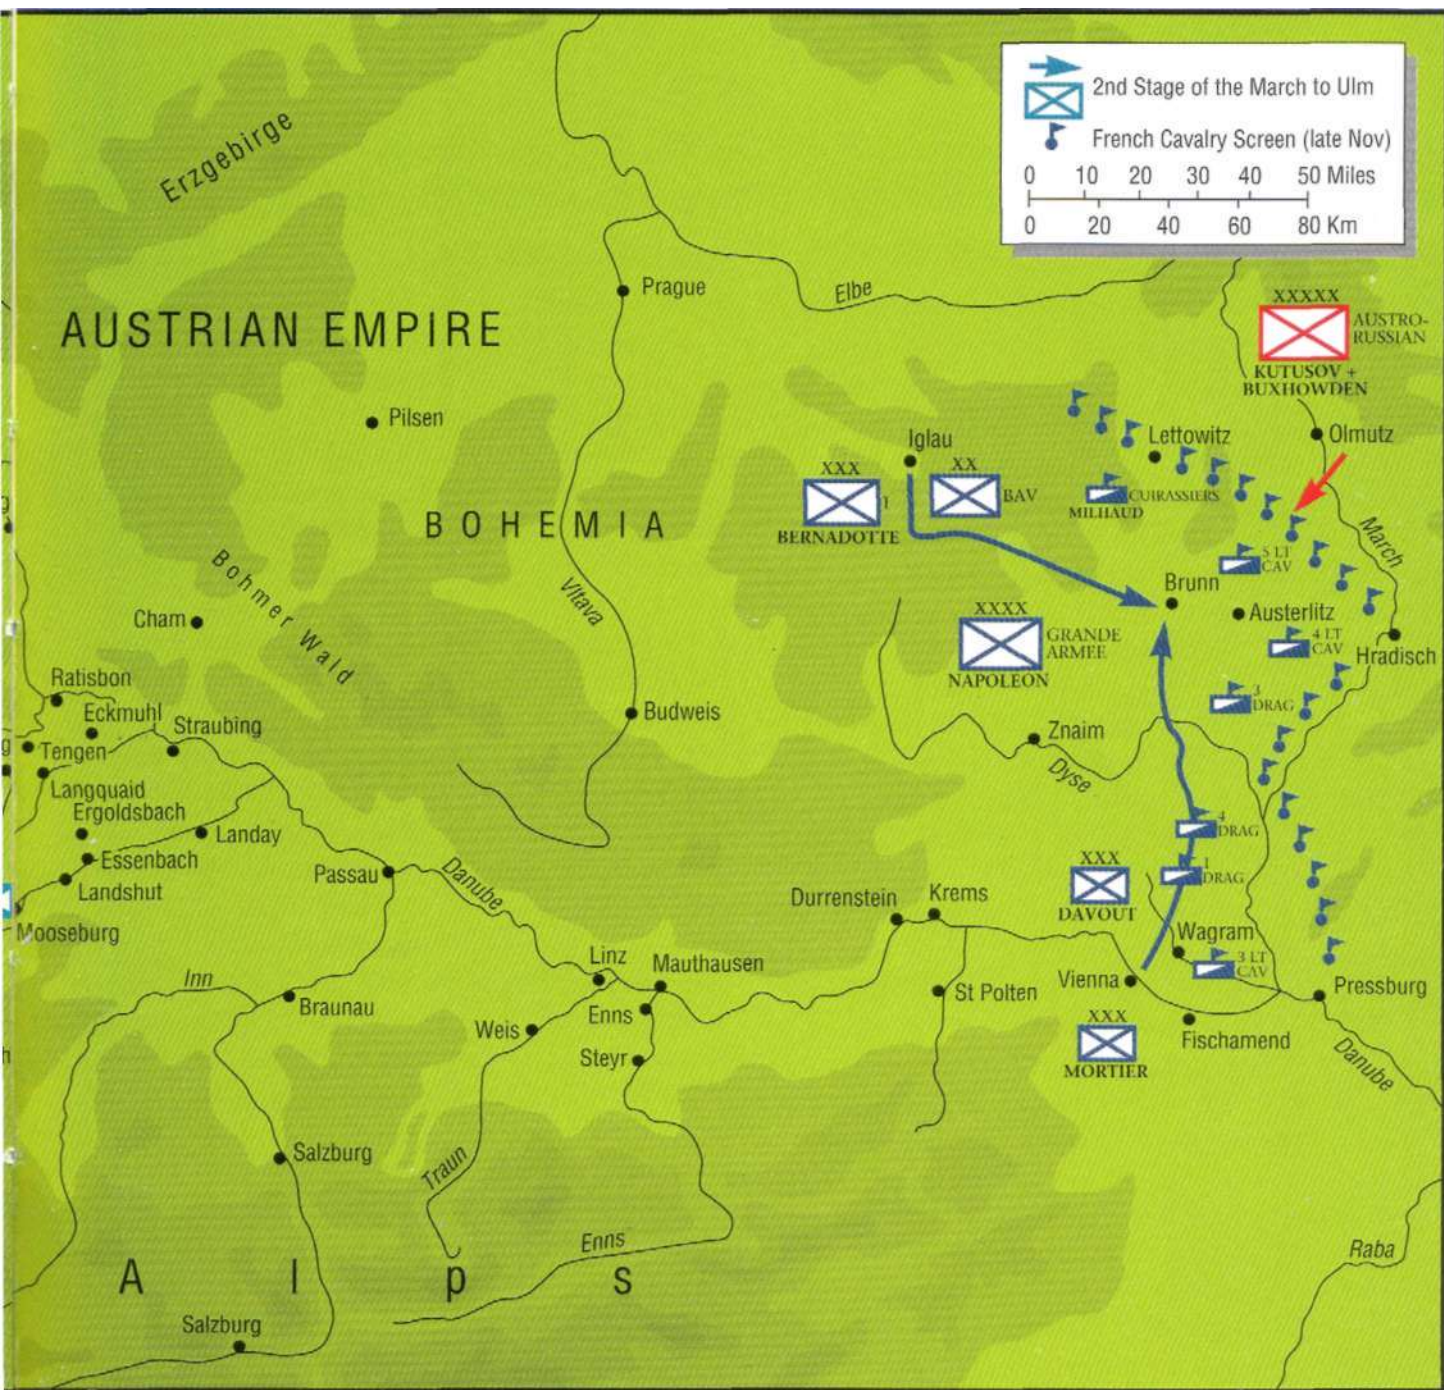 2nd Stage of the March to Ulm
French Cavalry Screen (late Nov)
0 10 20 30 40 50 Miles
0 20 40 60 80 Km
Erzgebirge
Prague
Elbe
AUSTRIAN EMPIRE
XXXXX
AUSTRO-
RUSSIAN
KUTUSOV +
BUXHOWDEN
Pilsen
Iglau
Lettowitz
Olmutz
XXX
1
BERNADOTTE
XX
BAV
CUIRASSIERS
MILHAUD
BOHEMIA
March
Bohmer Wald
Vltava
5 LT
CAV
Brunn
Austerlitz
Cham
XXXX
GRANDE
ARMEE
NAPOLEON
4 LT
CAV
Hradisch
Ratisbon
Eckmuhl
Straubing
Budweis
3
DRAG
Znaim
g
g
Tengen
Langquaid
Ergoldsbach
Landay
Dyse
4
DRAG
Essenbach
Landshut
Passau
Danube
XXX
DAVOUT
1
DRAG
Durrenstein
Krems
Mooseburg
Wagram
3 LT
CAV
Inn
Linz
Mauthausen
Vienna
Pressburg
Braunau
Enns
St Polten
Weis
XXX
MORTIER
Fischamend
Steyr
h
Danube
Salzburg
Traun
Enns
Raba
Alps
Salzburg